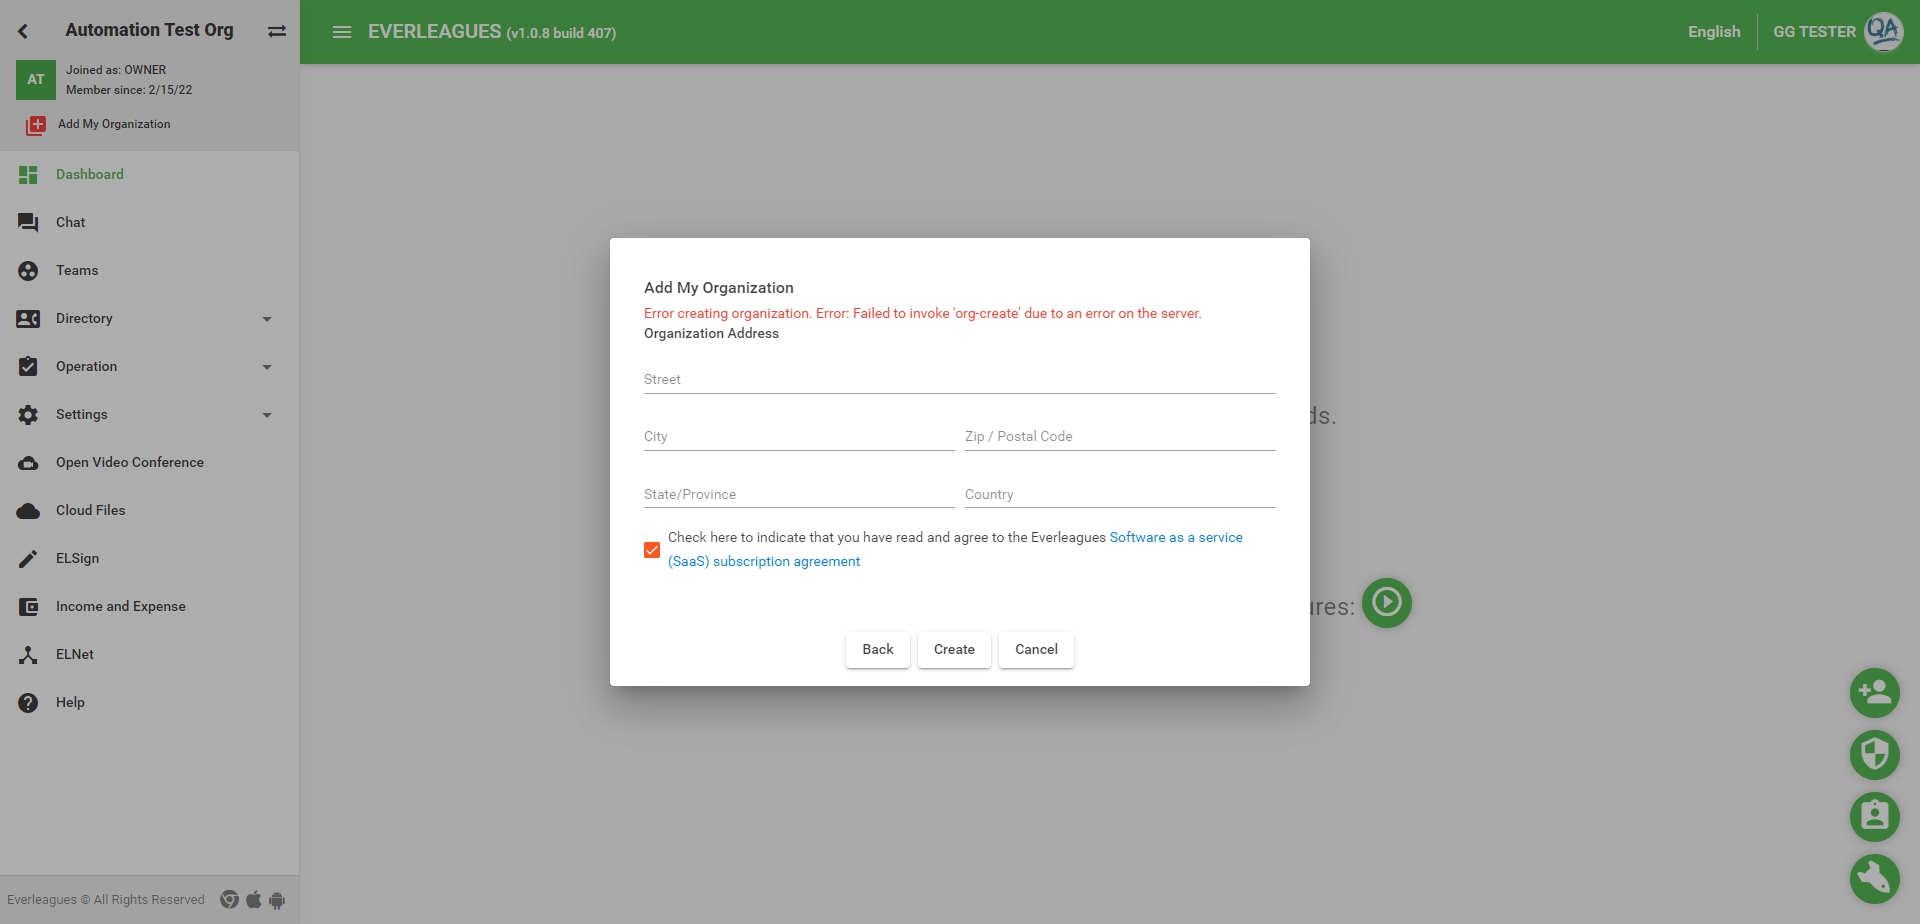 Automation Test Org
AT
Joined as: OWNER
Member since: 2/15/22
Add My Organization
Dashboard
Chat
Teams
Directory
Operation
Settings
Open Video Conference
Cloud Files
ELSign
Income and Expense
ELNet
Help
Everleagues © All Rights Reserved
EVERLEAGUES (v1.0.8 build 407)
English
GG TESTER
QA
ds.
ures:
Add My Organization
Error creating organization. Error: Failed to invoke 'org-create' due to an error on the server.
Organization Address
Street
City
Zip / Postal Code
State/Province
Country
Check here to indicate that you have read and agree to the Everleagues Software as a service
(SaaS) subscription agreement
Back
Create
Cancel